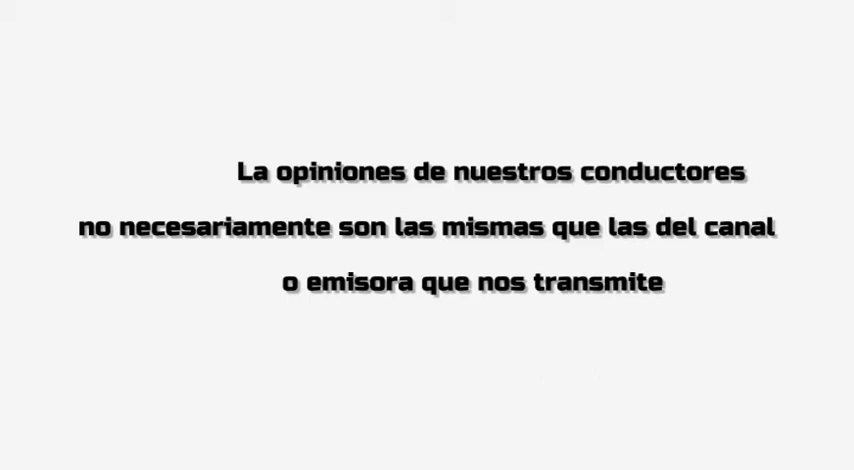 La opiniones de nuestros conductores
no necesariamente son las mismas que las del canal
o emisora que nos transmite